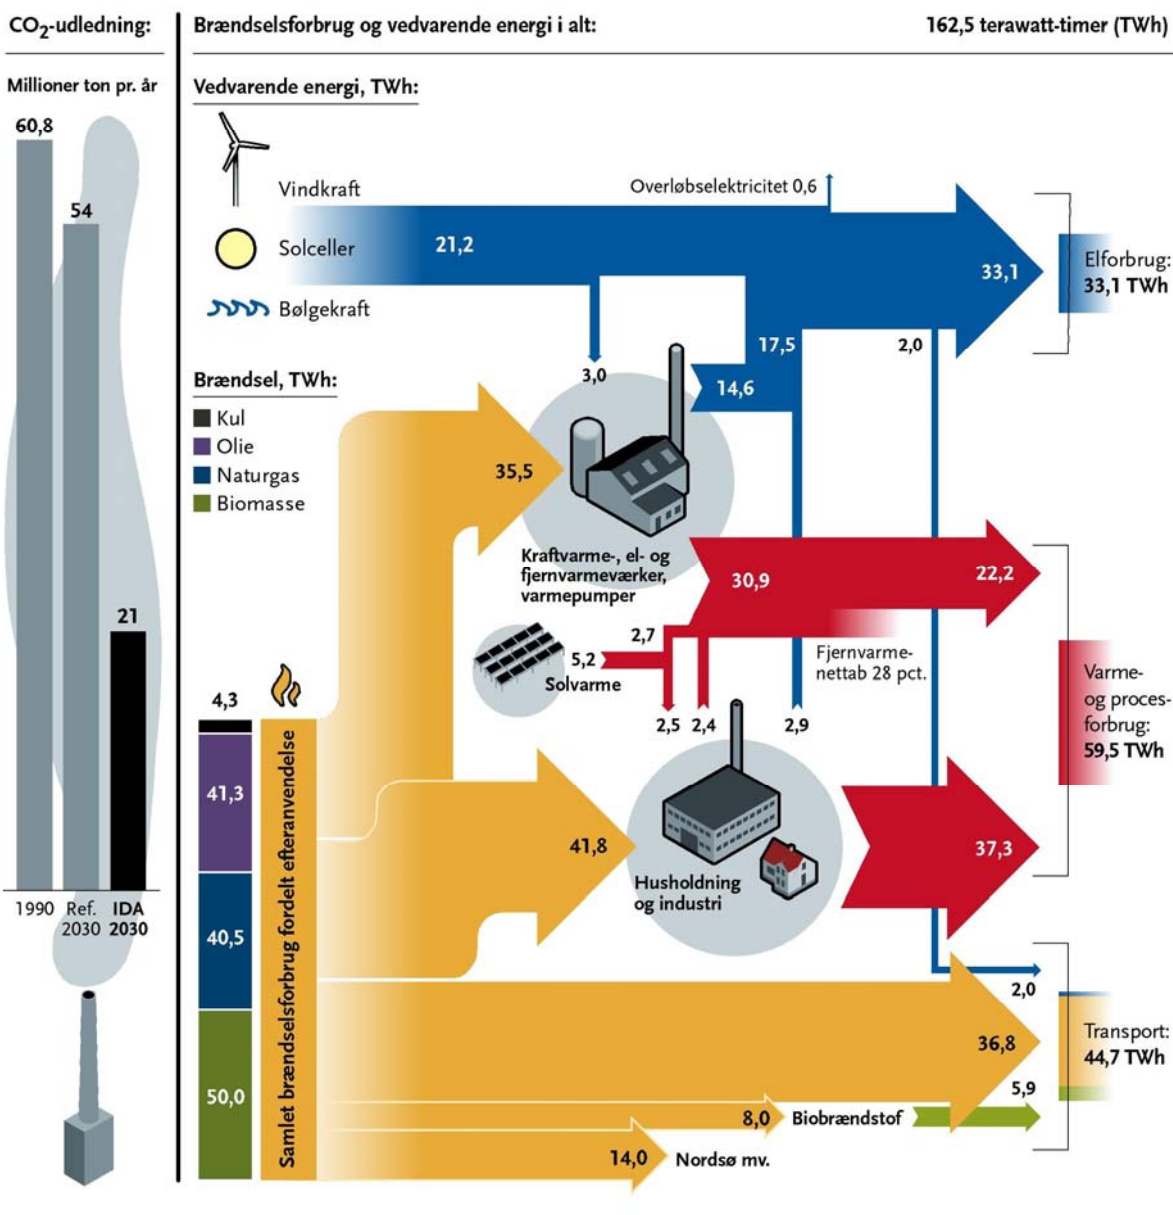 CO₂-udledning:
Millioner ton pr. år
60,8
54
21
1990
Ref.
2030
IDA
2030
Brændselsforbrug og vedvarende energi i alt:
162,5 terawatt-timer (TWh)
Vedvarende energi, TWh:
Vindkraft
Solceller
Bølgekraft
21,2
Overløbselektricitet 0,6
33,1
Elforbrug:
33,1 TWh
3,0
17,5
14,6
2,0
Brændsel, TWh:
Kul
Olie
Naturgas
Biomasse
35,5
Kraftvarme-, el- og
fjernvarmeværker,
varmepumper
30,9
22,2
2,7
5,2
Solvarme
Fjernvarme-
nettab 28 pct.
2,5
2,4
2,9
Varme-
og proces-
forbrug:
59,5 TWh
4,3
41,3
40,5
50,0
Samlet brændselsforbrug fordelt efteranvendelse
41,8
Husholdning
og industri
37,3
2,0
36,8
Transport:
44,7 TWh
5,9
8,0
Biobrændstof
14,0
Nordsø mv.